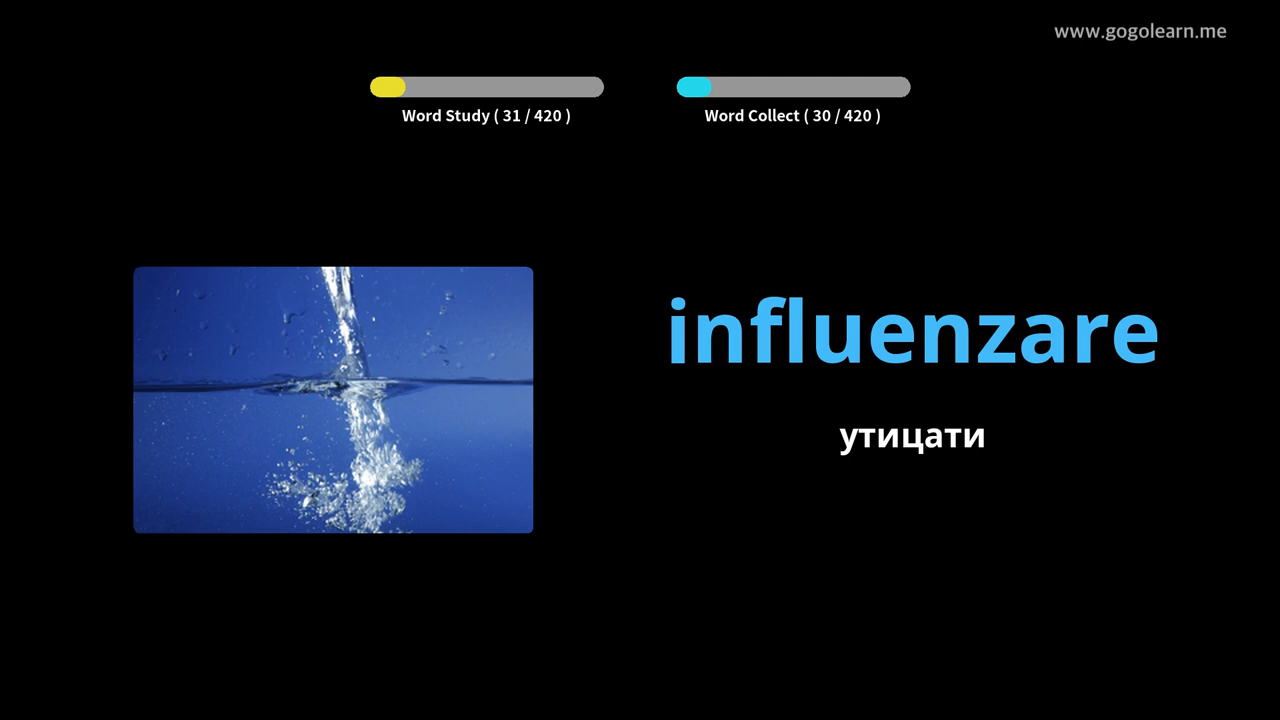 www.gogolearn.me
Word Study ( 31 / 420 )
Word Collect ( 30 / 420 )
influenzare
утицати